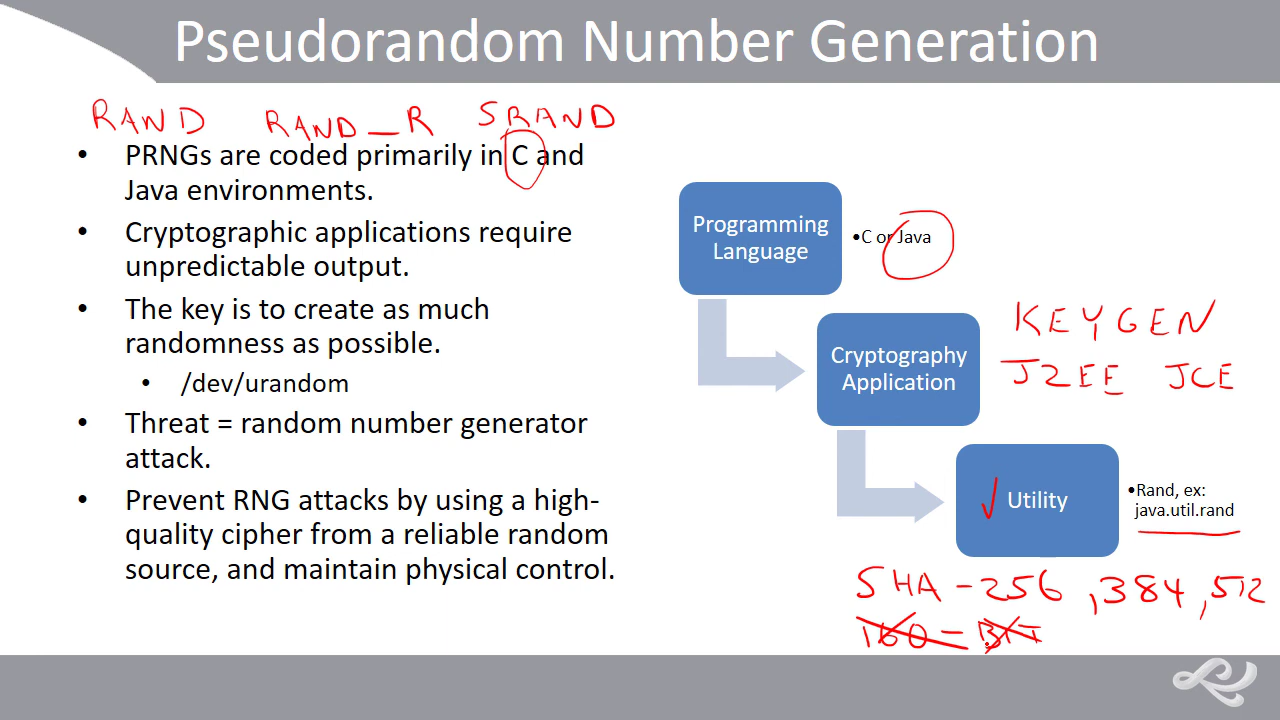 Pseudorandom Number Generation
RAND RAND_R SRAND
• PRNGs are coded primarily in C and
Java environments.
• Cryptographic applications require
unpredictable output.
• The key is to create as much
randomness as possible.
• /dev/urandom
• Threat = random number generator
attack.
• Prevent RNG attacks by using a high-
quality cipher from a reliable random
source, and maintain physical control.
Programming
Language
•C or Java
Cryptography
Application
KEYGEN
J2EE JCE
Utility
•Rand, ex:
java.util.rand
SHA-256, 384, 512
160-BIT